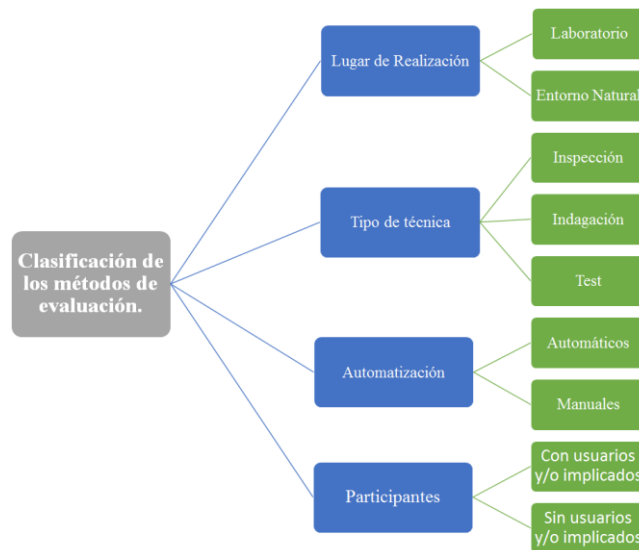 Clasificación de
los métodos de
evaluación.
Lugar de Realización
Laboratorio
Entorno Natural
Tipo de técnica
Inspección
Indagación
Test
Automatización
Automáticos
Manuales
Participantes
Con usuarios
y/o implicados
Sin usuarios
y/o implicados